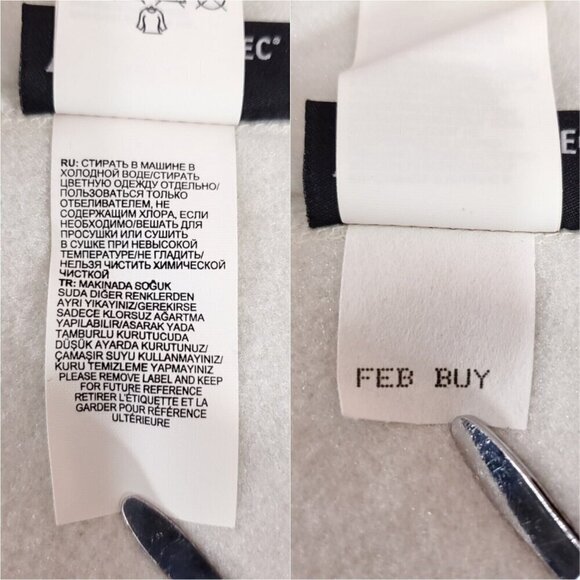 EC®
RU: СТИРАТЬ В МАШИНЕ В
ХОЛОДНОЙ ВОДЕ/СТИРАТЬ
ЦВЕТНУЮ ОДЕЖДУ ОТДЕЛЬНО/
ПОЛЬЗОВАТЬСЯ ТОЛЬКО
ОТБЕЛИВАТЕЛЕМ, НЕ
СОДЕРЖАЩИМ ХЛОРА, ЕСЛИ
НЕОБХОДИМО/ВЕШАТЬ ДЛЯ
ПРОСУШКИ ИЛИ СУШИТЬ
В СУШКЕ ПРИ НЕВЫСОКОЙ
ТЕМПЕРАТУРЕ/НЕ ГЛАДИТЬ/
НЕЛЬЗЯ ЧИСТИТЬ ХИМИЧЕСКОЙ
ЧИСТКОЙ
TR: MAKINADA SOĞUK
SUDA DIĞER RENKLERDEN
AYRI YIKAYINIZ/GEREKIRSE
SADECE KLORSUZ AĞARTMA
YAPILABILIR/ASARAK YADA
TAMBURLU KURUTUCUDA
DÜŞÜK AYARDA KURUTUNUZ/
ÇAMAŞIR SUYU KULLANMAYINIZ/
KURU TEMIZLEME YAPMAYINIZ
PLEASE REMOVE LABEL AND KEEP
FOR FUTURE REFERENCE
RETIRER L'ÉTIQUETTE ET LA
GARDER POUR RÉFÉRENCE
ULTÉRIEURE
FEB BUY